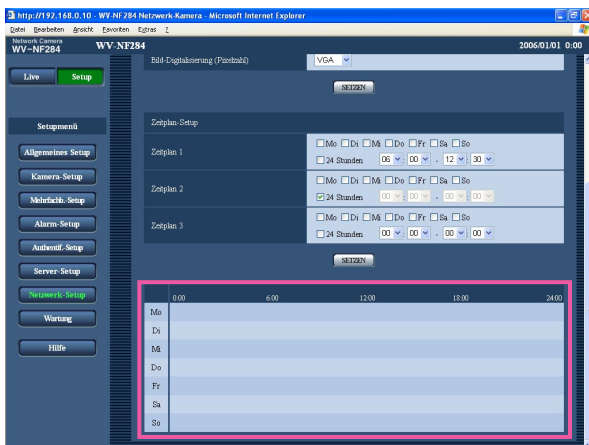 http://192.168.0.10 - WV-NF284 Netzwerk-Kamera - Microsoft Internet Explorer
Datei Bearbeiten Ansicht Favoriten Extras ?
Network Camera
WV-NF284 WV-NF284 2006/01/01 0:00
Live Setup
Bild-Digitalisierung (Pixelzahl) VGA
SETZEN
Setupmenü
Zeitplan-Setup
Allgemeines Setup
Zeitplan 1 Mo Di Mi Do Fr Sa So
24 Stunden 06 : 00 - 12 : 30
Kamera-Setup
Zeitplan 2 Mo Di Mi Do Fr Sa So
24 Stunden 00 : 00 - 00 : 00
Mehrfachb.-Setup
Alarm-Setup
Zeitplan 3 Mo Di Mi Do Fr Sa So
24 Stunden 00 : 00 - 00 : 00
Authentif.-Setup
SETZEN
Server-Setup
Netzwerk-Setup
Wartung
Hilfe
0:00 6:00 12:00 18:00 24:00
Mo
Di
Mi
Do
Fr
Sa
So